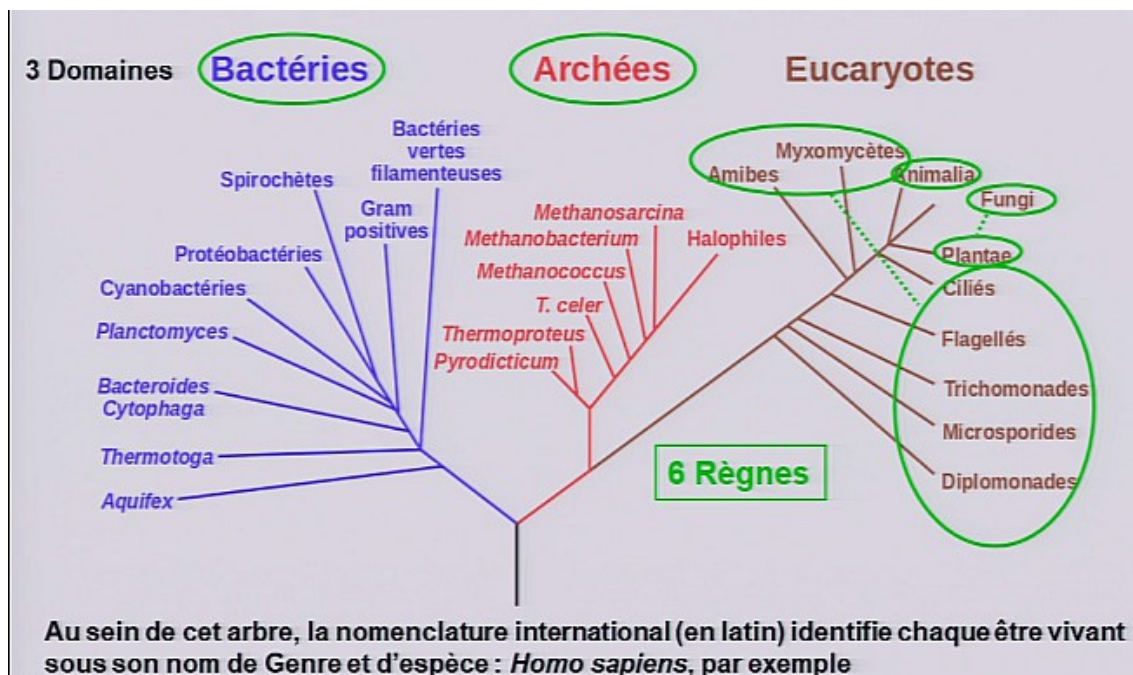 3 Domaines Bactéries Archées Eucaryotes
Bactéries
vertes
filamenteuses
Spirochètes
Gram
positives
Protéobactéries
Cyanobactéries
Planctomyces
Bacteroides
Cytophaga
Thermotoga
Aquifex
Methanosarcina
Methanobacterium
Halophiles
Methanococcus
T. celer
Thermoproteus
Pyrodicticum
Myxomycètes
Amibes
Animalia
Fungi
Plantae
Ciliés
Flagellés
Trichomonades
Microsporides
Diplomonades
6 Règnes
Au sein de cet arbre, la nomenclature international (en latin) identifie chaque être vivant
sous son nom de Genre et d'espèce : Homo sapiens, par exemple